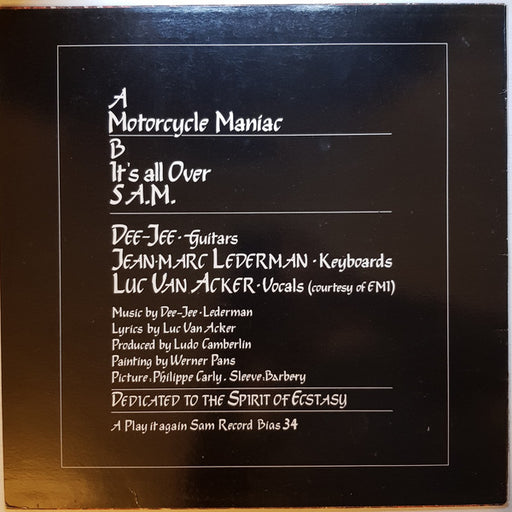 A
Motorcycle Maniac
B
It's all Over
S.A.M.
DEE-JEE · Guitars
JEAN-MARC LEDERMAN · Keyboards
LUC VAN ACKER · Vocals (courtesy of EMI)
Music by Dee-Jee - Lederman
Lyrics by Luc Van Acker
Produced by Ludo Camberlin
Painting by Werner Pans
Picture: Philippe Carly. Sleeve: Barbery
DEDICATED TO THE SPIRIT OF ECSTASY
A Play it again Sam Record Bias 34